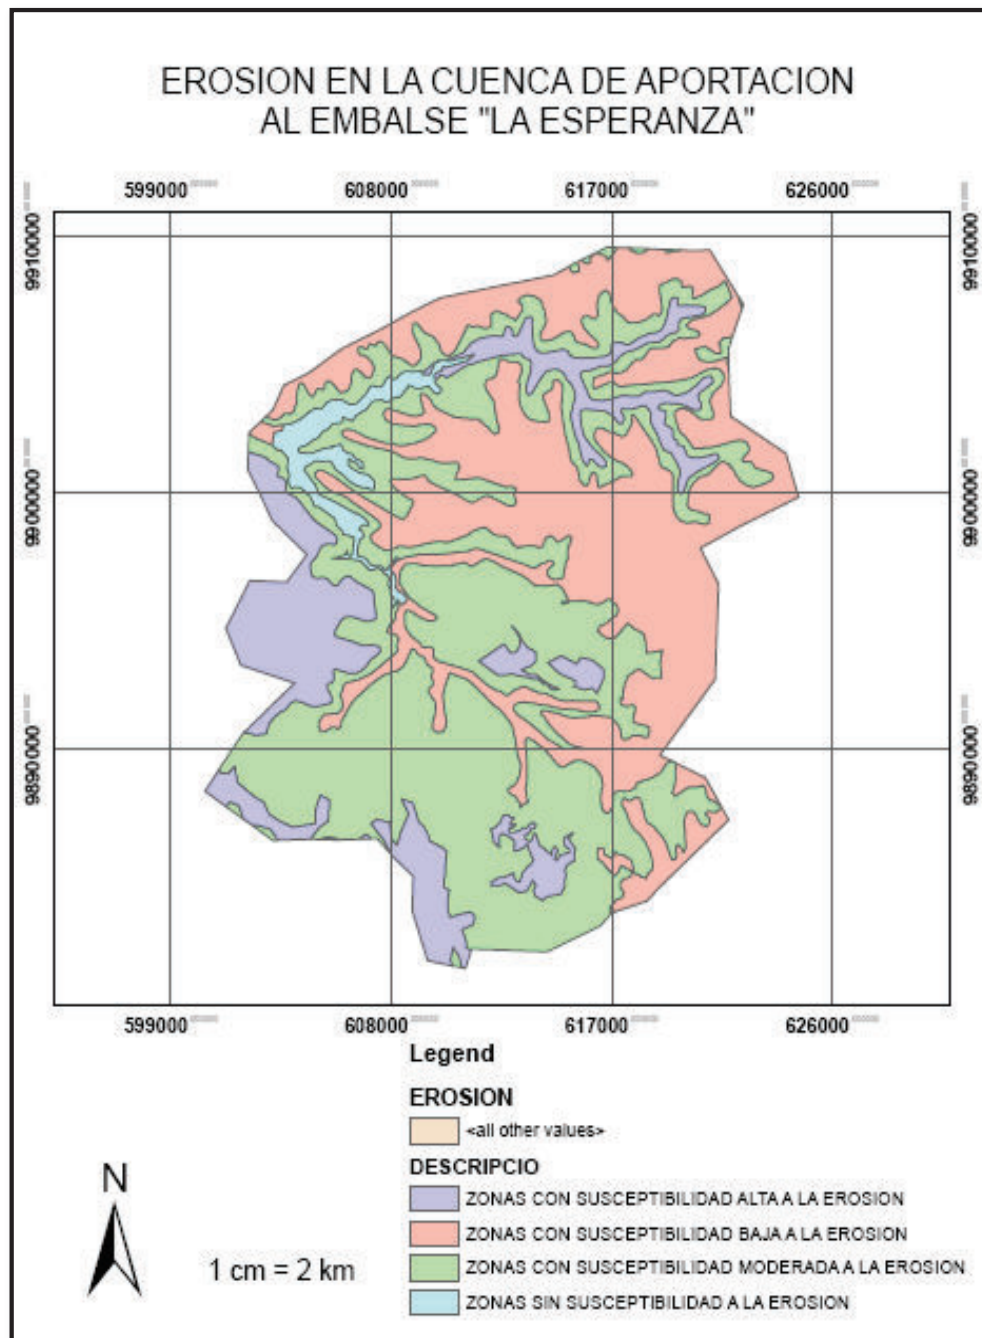 EROSION EN LA CUENCA DE APORTACION
AL EMBALSE "LA ESPERANZA"
599000 608000 617000 626000
9910000 9910000
9900000 9900000
9890000 9890000
599000 608000 617000 626000
Legend
EROSION
<all other values>
DESCRIPCIO
ZONAS CON SUSCEPTIBILIDAD ALTA A LA EROSION
ZONAS CON SUSCEPTIBILIDAD BAJA A LA EROSION
ZONAS CON SUSCEPTIBILIDAD MODERADA A LA EROSION
ZONAS SIN SUSCEPTIBILIDAD A LA EROSION
N
1 cm = 2 km